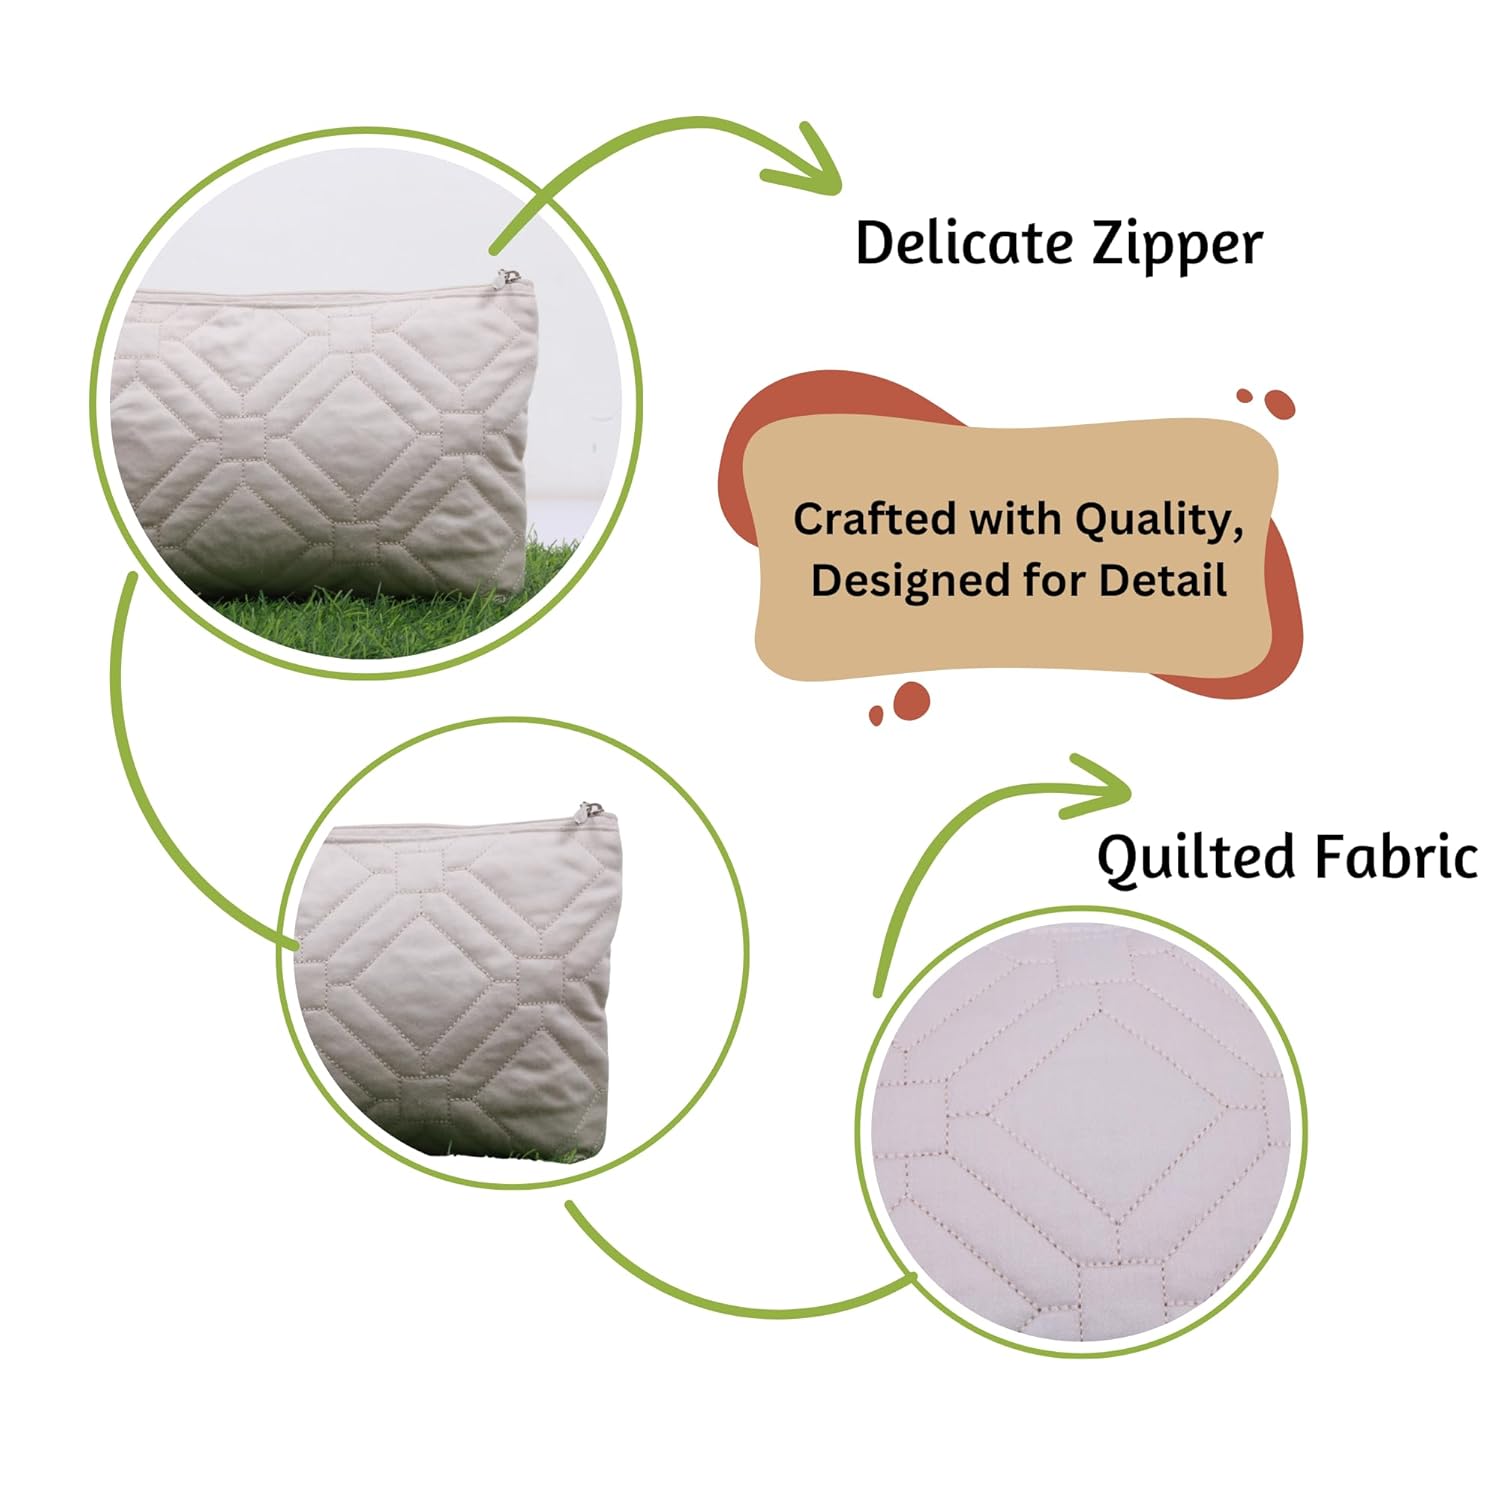 Delicate Zipper
Crafted with Quality,
Designed for Detail
Quilted Fabric